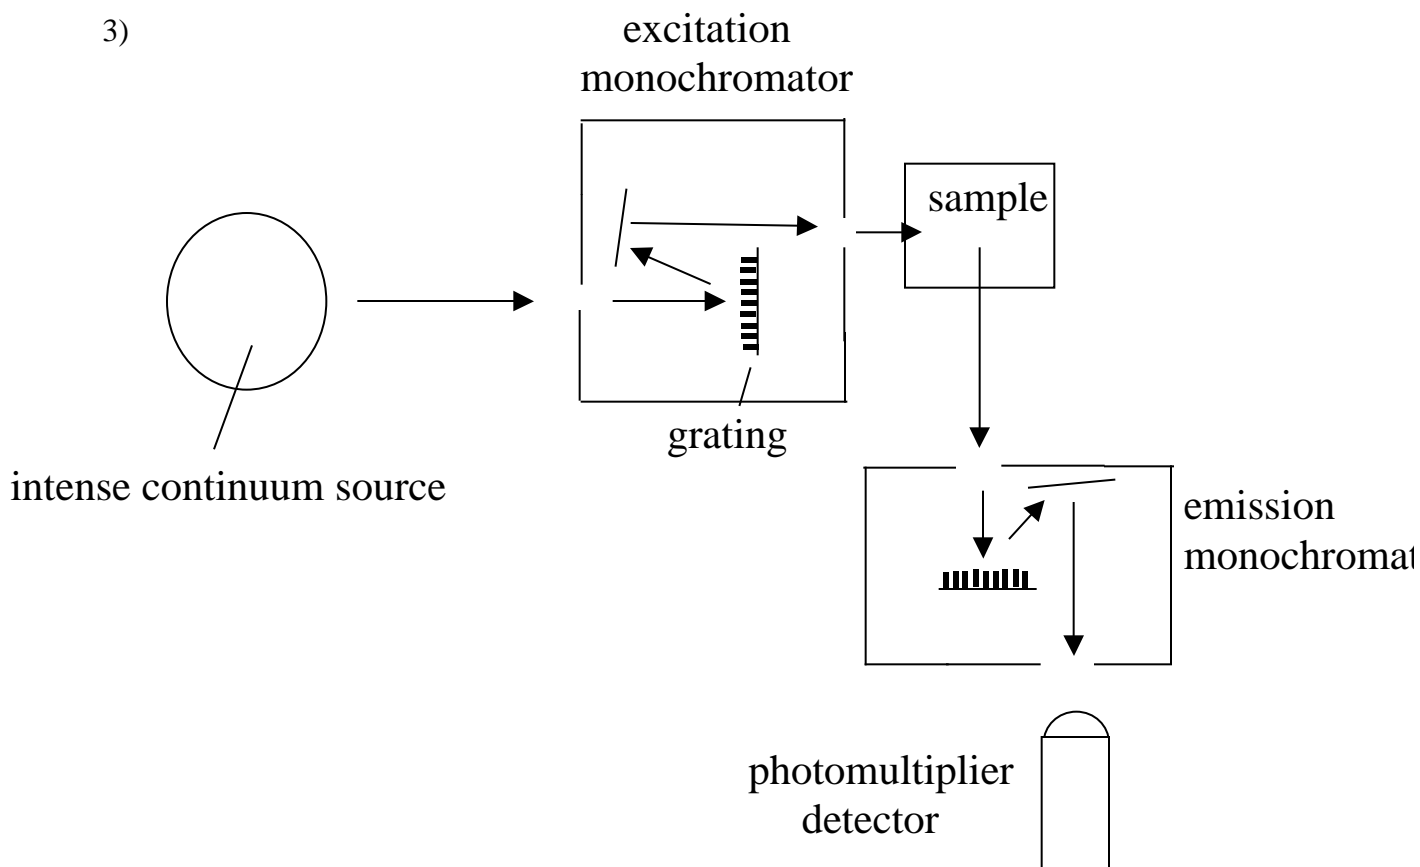 3)
excitation
monochromator
sample
grating
intense continuum source
emission
monochromat
photomultiplier
detector